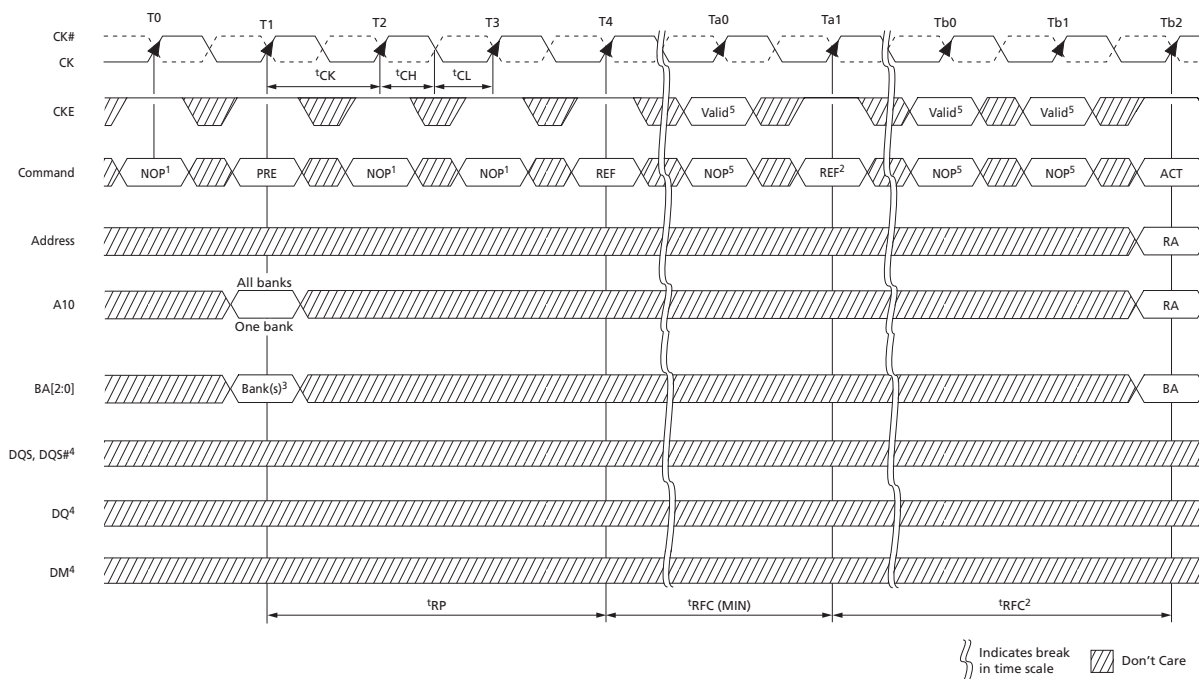 T0 T1 T2 T3 T4 Ta0 Ta1 Tb0 Tb1 Tb2
CK#
CK
tCK tCH tCL
CKE Valid5 Valid5 Valid5
Command NOP1 PRE NOP1 NOP1 REF NOP5 REF2 NOP5 NOP5 ACT
Address RA
All banks
A10 RA
One bank
BA[2:0] Bank(s)3 BA
DQS, DQS#4
DQ4
DM4
tRP tRFC (MIN) tRFC2
Indicates break
in time scale
Don't Care